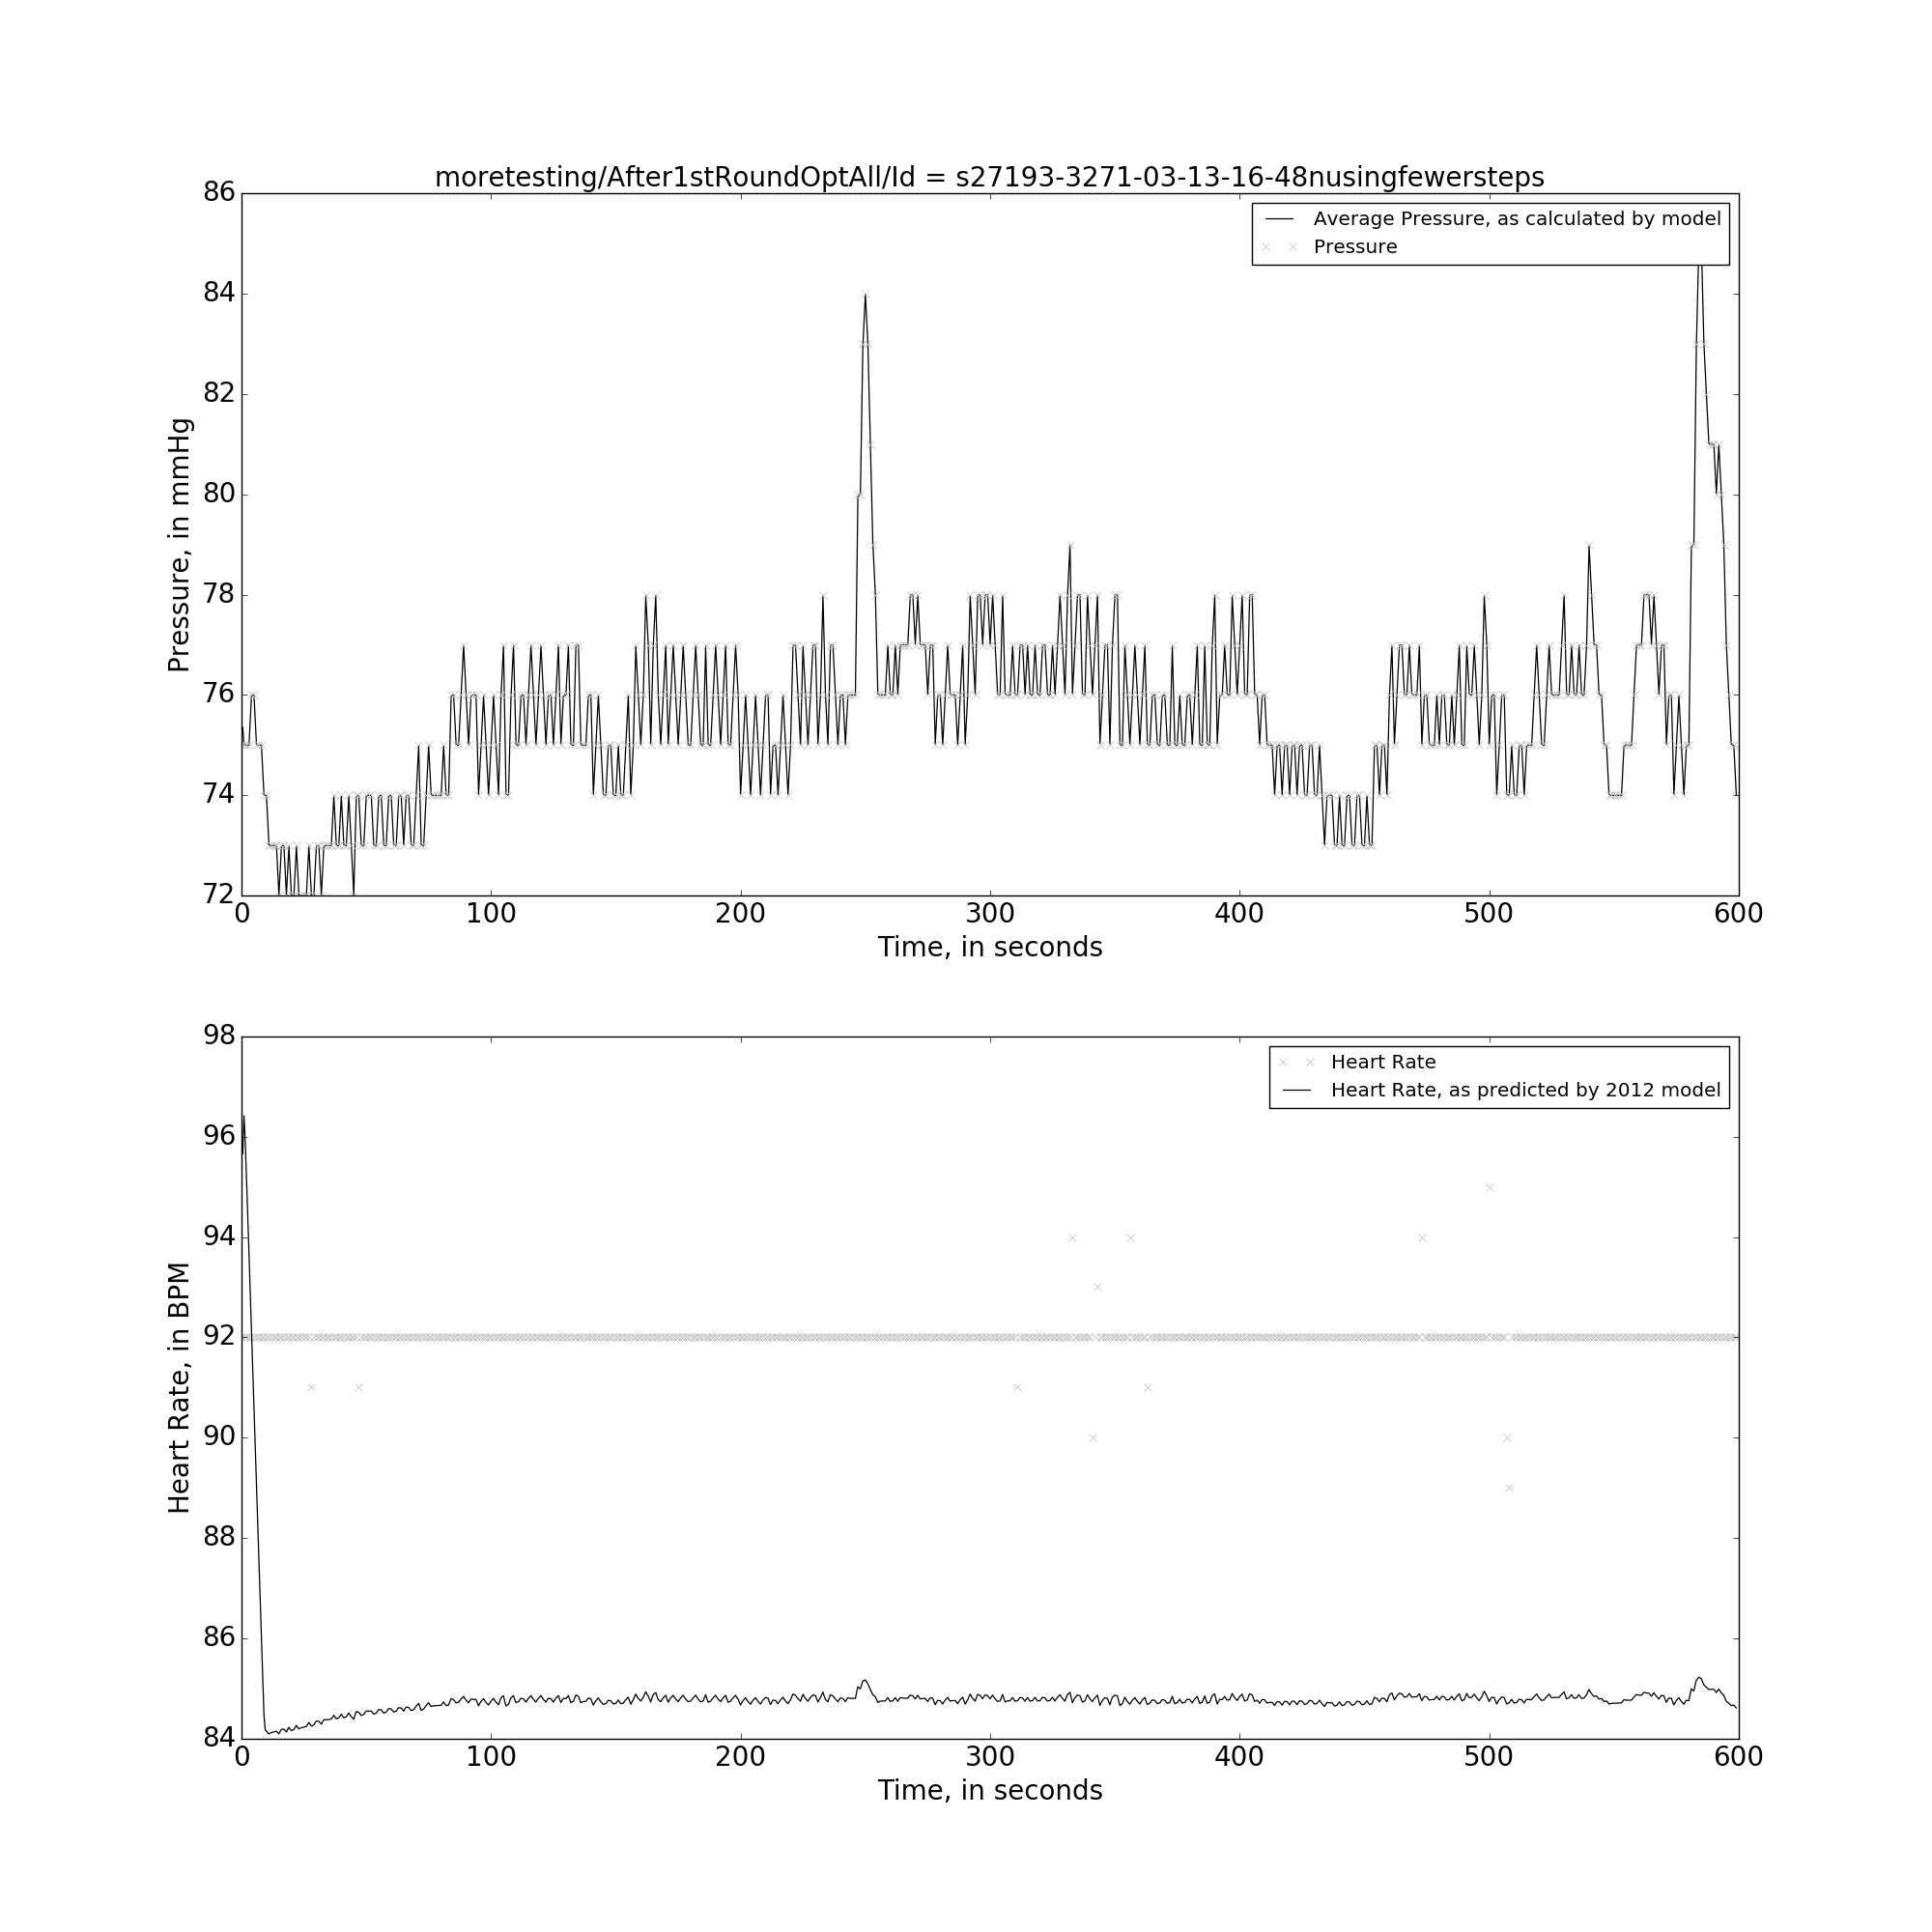 moretesting/After1stRoundOptAll/Id = s27193-3271-03-13-16-48nusingfewersteps
86
84
82
80
78
76
74
72
Pressure, in mmHg
Average Pressure, as calculated by model
Pressure
0 100 200 300 400 500 600
Time, in seconds
98
96
94
92
90
88
86
84
Heart Rate, in BPM
Heart Rate
Heart Rate, as predicted by 2012 model
0 100 200 300 400 500 600
Time, in seconds